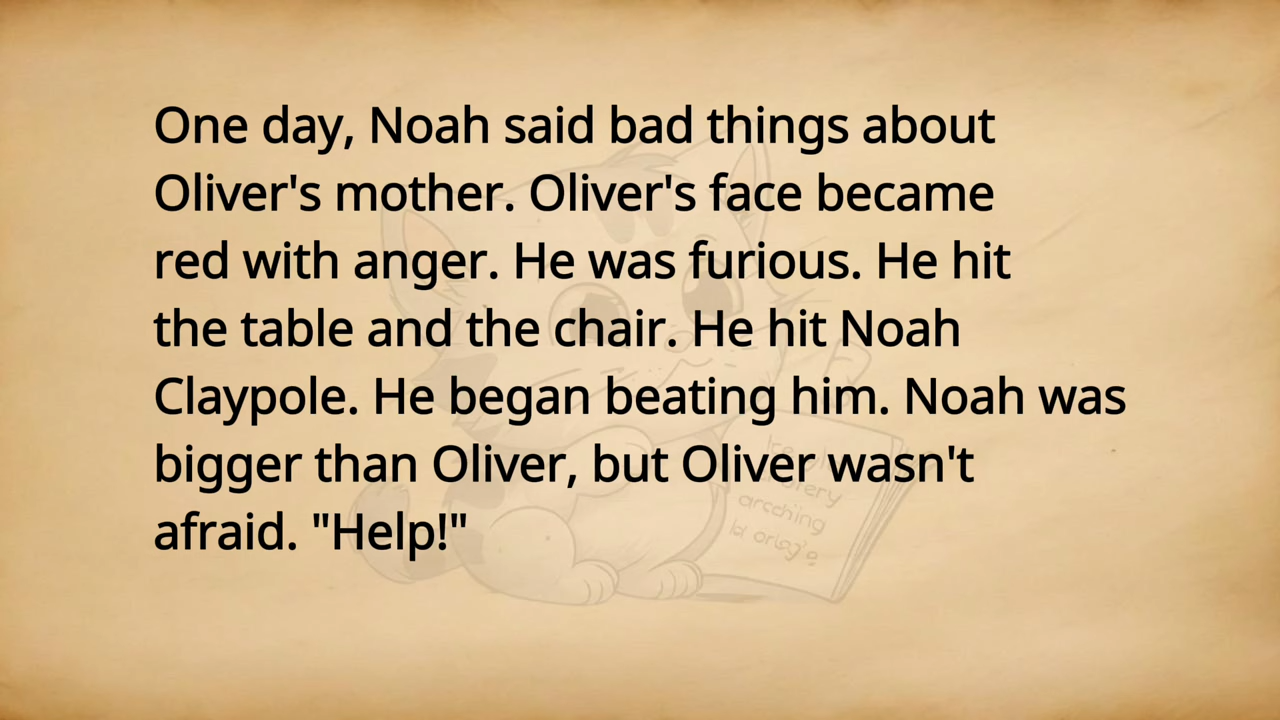 One day, Noah said bad things about
Oliver's mother. Oliver's face became
red with anger. He was furious. He hit
the table and the chair. He hit Noah
Claypole. He began beating him. Noah was
bigger than Oliver, but Oliver wasn't
afraid. "Help!"